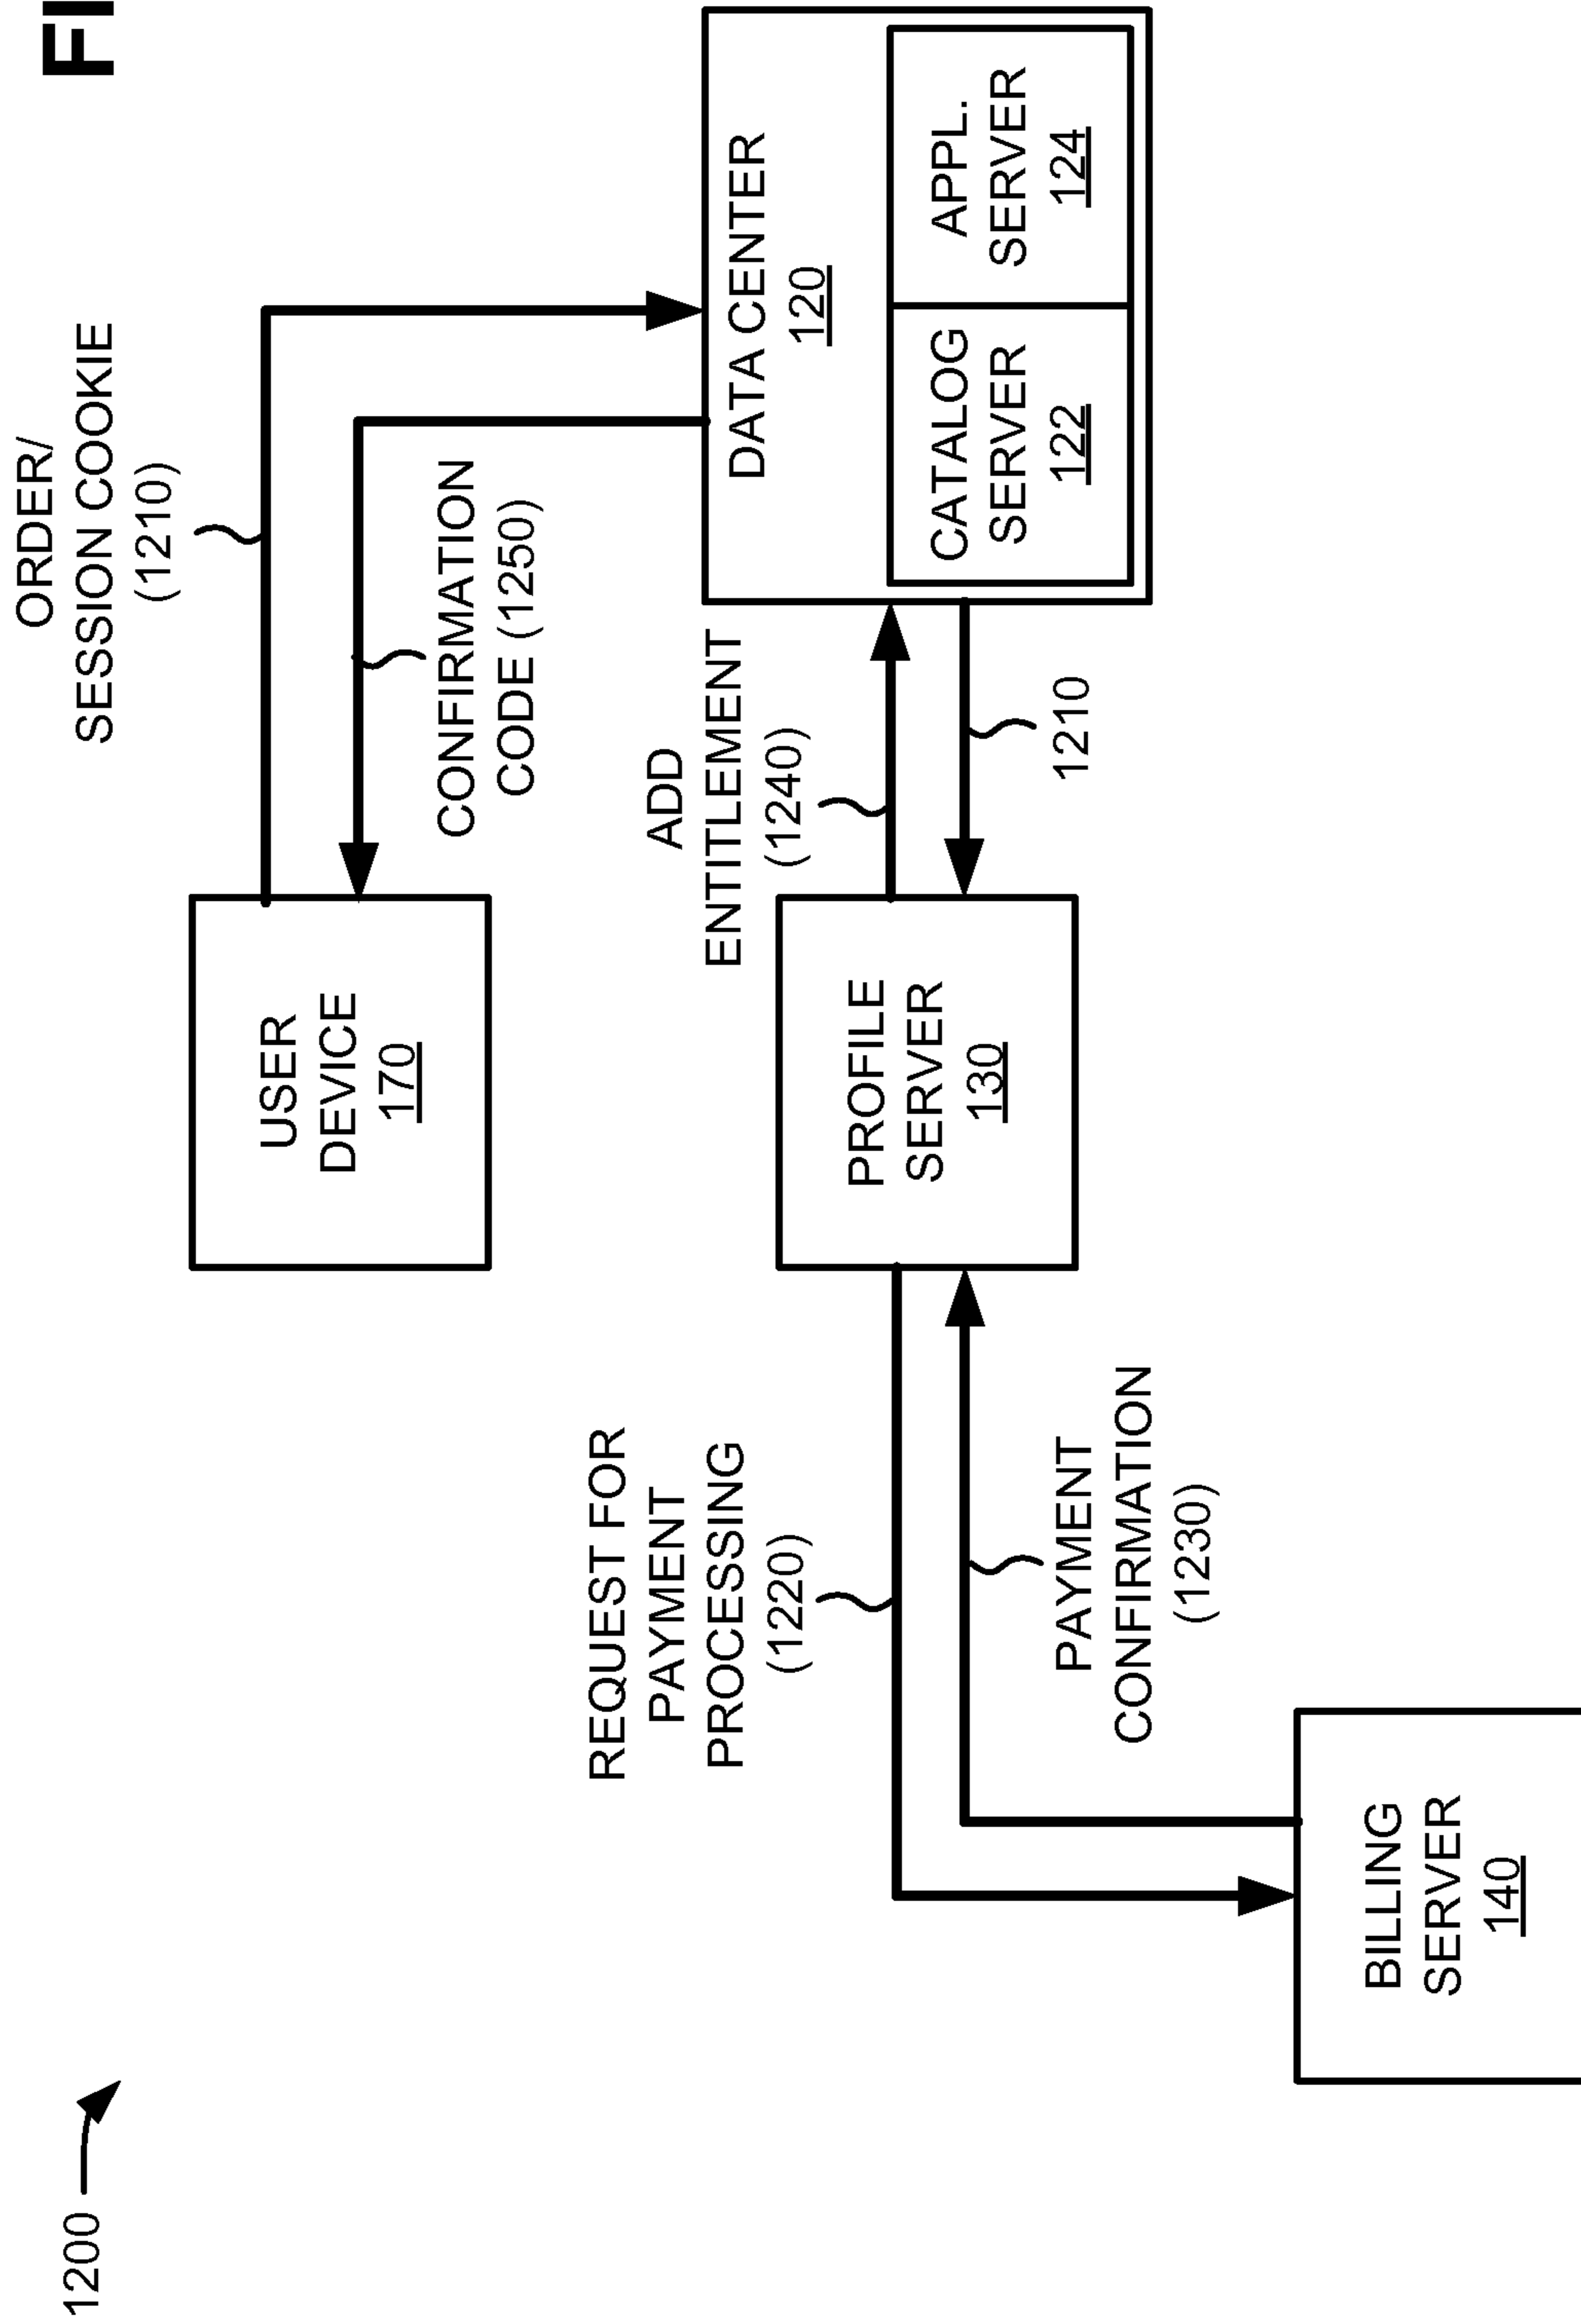 FI
1200
ORDER/
SESSION COOKIE
(1210)
USER
DEVICE
170
CONFIRMATION
CODE (1250)
REQUEST FOR
PAYMENT
PROCESSING
(1220)
ADD
ENTITLEMENT
(1240)
DATA CENTER
120
PROFILE
SERVER
130
CATALOG
SERVER
122
APPL.
SERVER
124
1210
PAYMENT
CONFIRMATION
(1230)
BILLING
SERVER
140